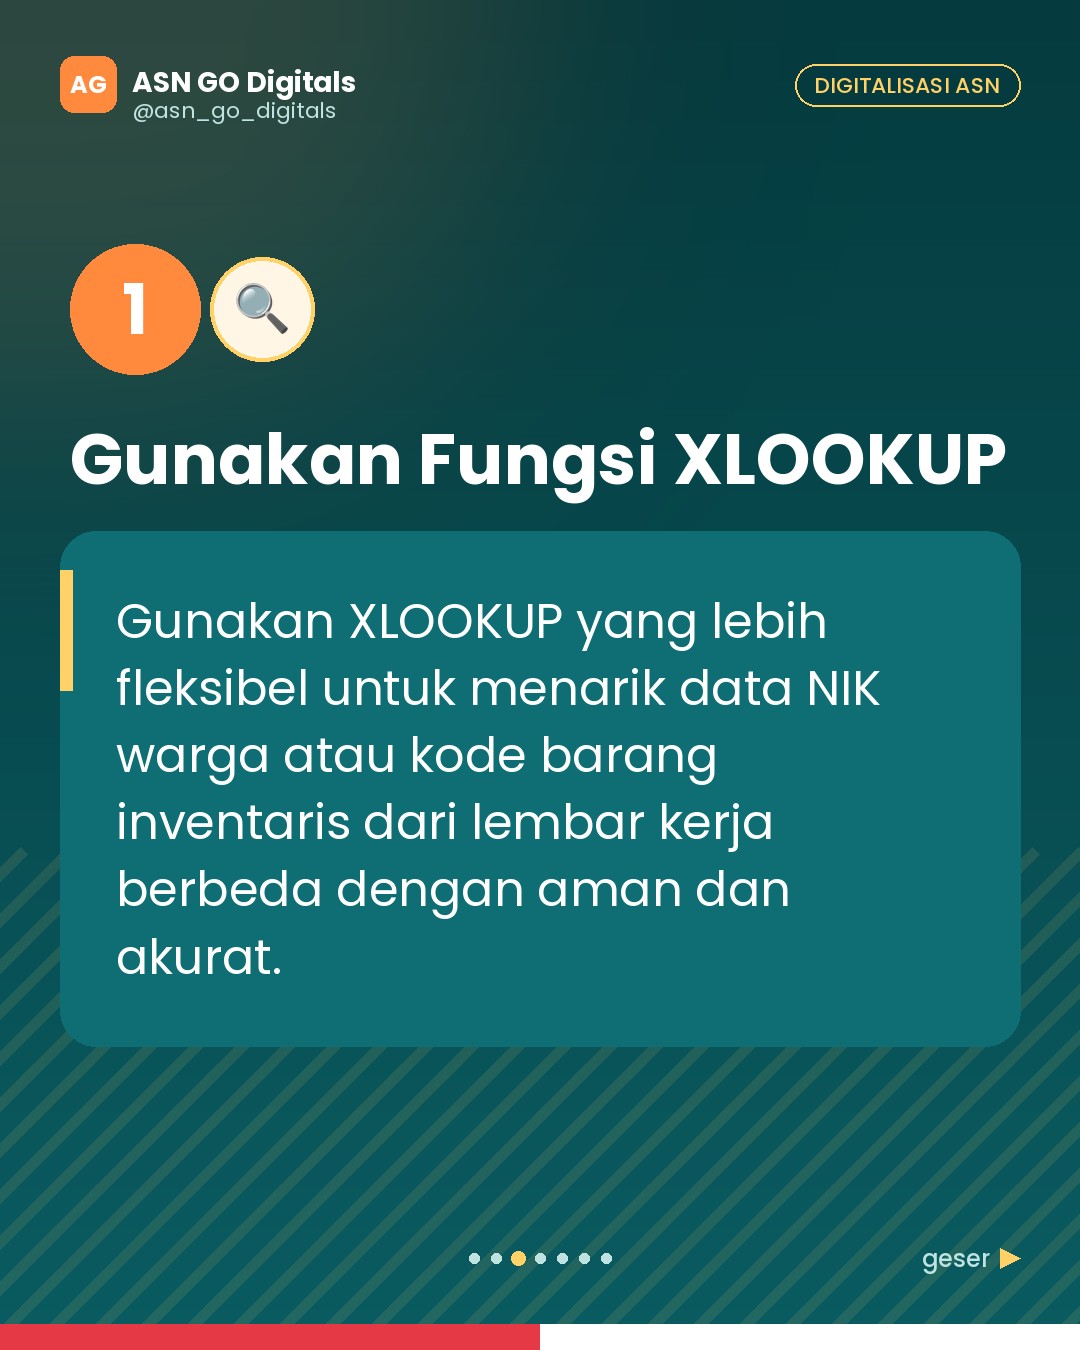 AG
ASN GO Digitals
@asn_go_digitals
DIGITALISASI ASN
1
Gunakan Fungsi XLOOKUP
Gunakan XLOOKUP yang lebih
fleksibel untuk menarik data NIK
warga atau kode barang
inventaris dari lembar kerja
berbeda dengan aman dan
akurat.
geser